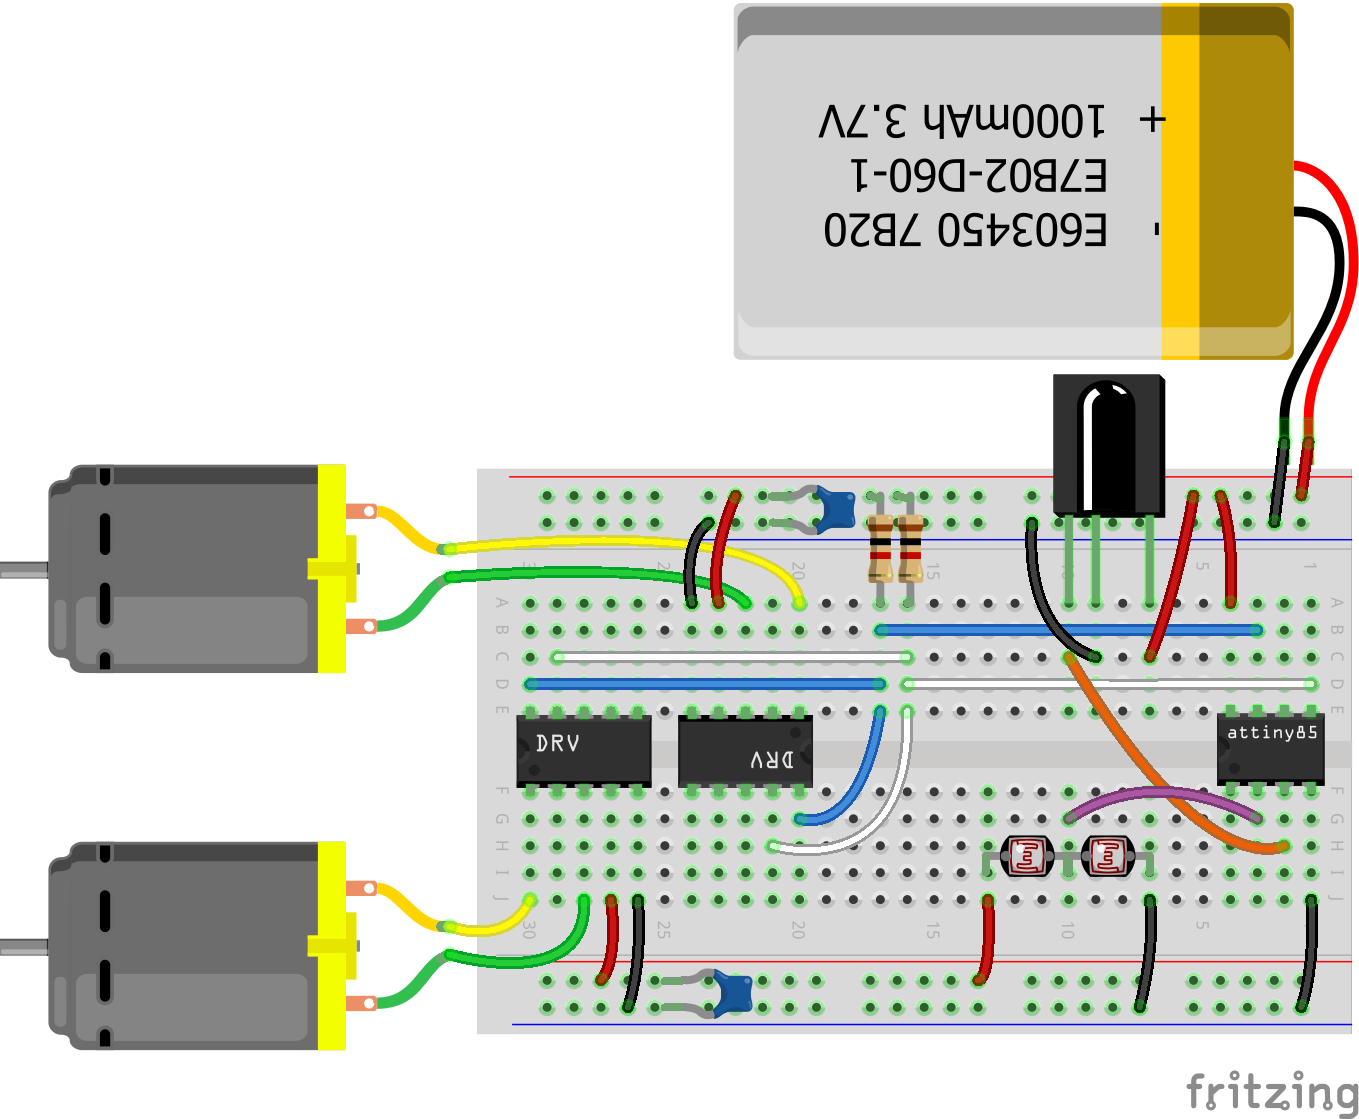 + 1000mAh 3.7V
E7B02-D60-1
- E603450 7B20
30 25 20 15 10 5 1
A A
B B
C C
D D
E E
DRV DRV attiny85
F F
G G
H H
I I
J J
30 25 20 15 10 5
fritzing